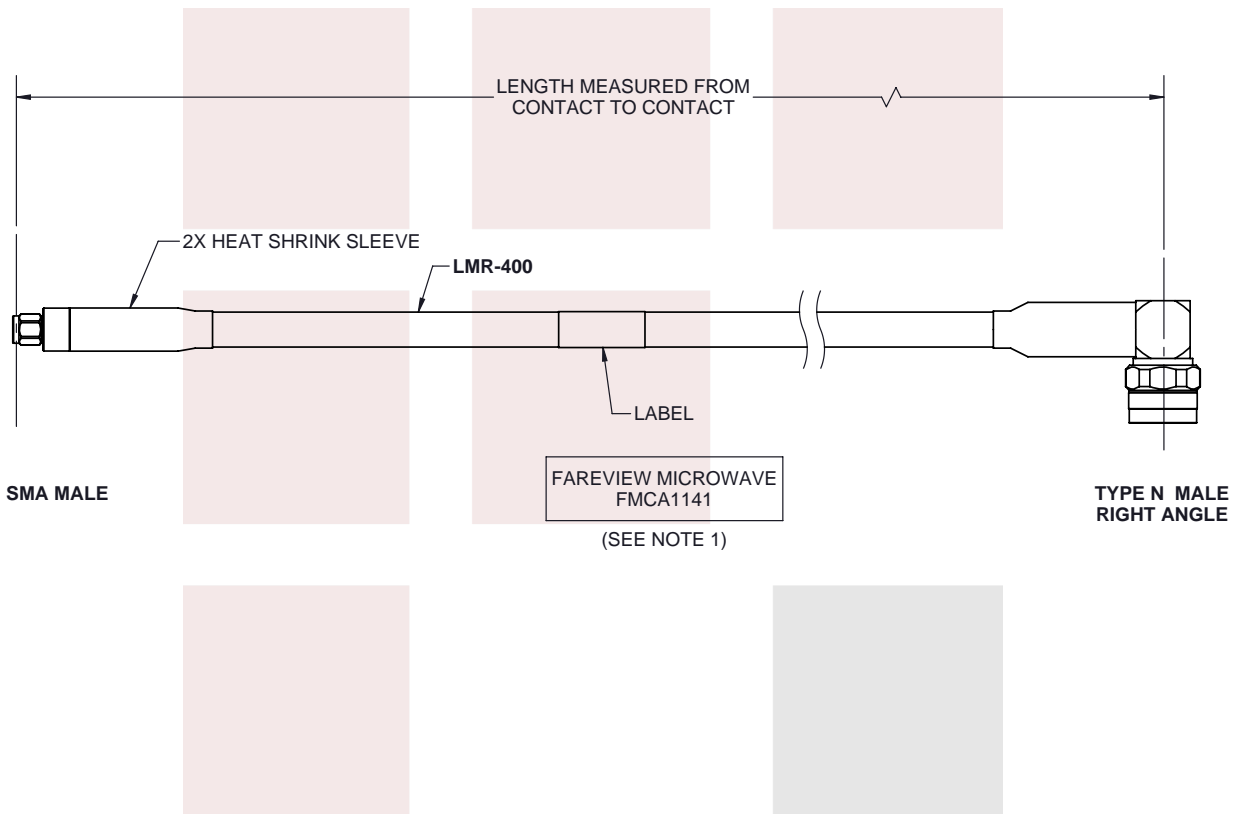 LENGTH MEASURED FROM
CONTACT TO CONTACT
2X HEAT SHRINK SLEEVE
LMR-400
LABEL
FAREVIEW MICROWAVE
FMCA1141
(SEE NOTE 1)
SMA MALE
TYPE N MALE
RIGHT ANGLE